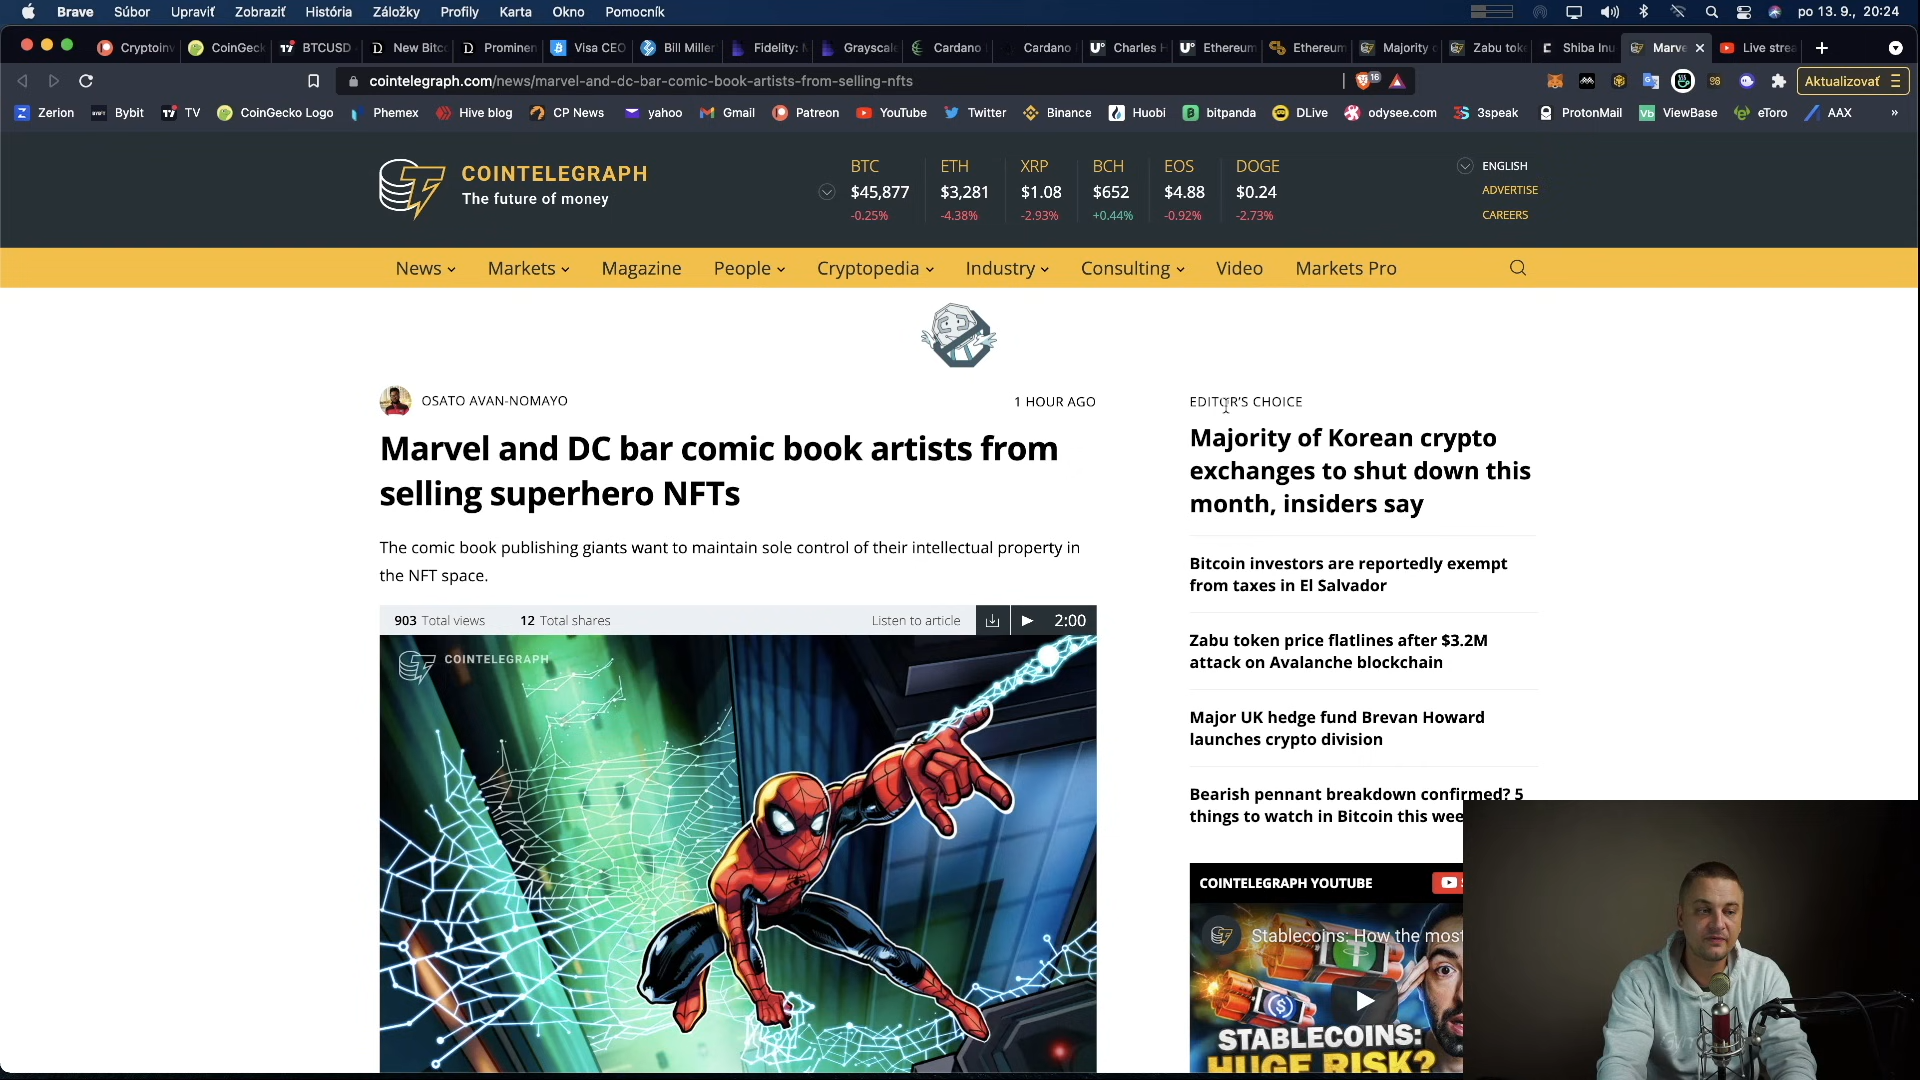 Brave Súbor Upraviť Zobraziť História Záložky Profily Karta Okno Pomocník po 13. 9., 20:24
Cryptoinv CoinGeck BTCUSD New Bitc Prominen Visa CEO Bill Miller Fidelity: Grayscale Cardano Cardano Charles H Ethereum Ethereum Majority o Zabu tok Shiba Inu Marve Live strea
cointelegraph.com/news/marvel-and-dc-bar-comic-book-artists-from-selling-nfts 16 Aktualizovať
Zerion Bybit TV CoinGecko Logo Phemex Hive blog CP News yahoo Gmail Patreon YouTube Twitter Binance Huobi bitpanda DLive odysee.com 3speak ProtonMail ViewBase eToro AAX »
COINTELEGRAPH
The future of money
BTC ETH XRP BCH EOS DOGE
$45,877 $3,281 $1.08 $652 $4.88 $0.24
-0.25% -4.38% -2.93% +0.44% -0.92% -2.73%
ENGLISH
ADVERTISE
CAREERS
News Markets Magazine People Cryptopedia Industry Consulting Video Markets Pro
OSATO AVAN-NOMAYO 1 HOUR AGO
Marvel and DC bar comic book artists from
selling superhero NFTs
The comic book publishing giants want to maintain sole control of their intellectual property in
the NFT space.
903 Total views 12 Total shares Listen to article 2:00
COINTELEGRAPH
EDITOR'S CHOICE
Majority of Korean crypto
exchanges to shut down this
month, insiders say
Bitcoin investors are reportedly exempt
from taxes in El Salvador
Zabu token price flatlines after $3.2M
attack on Avalanche blockchain
Major UK hedge fund Brevan Howard
launches crypto division
Bearish pennant breakdown confirmed? 5
things to watch in Bitcoin this wee
COINTELEGRAPH YOUTUBE
Stablecoins: How the most
STABLECOINS:
HUGE RISK?